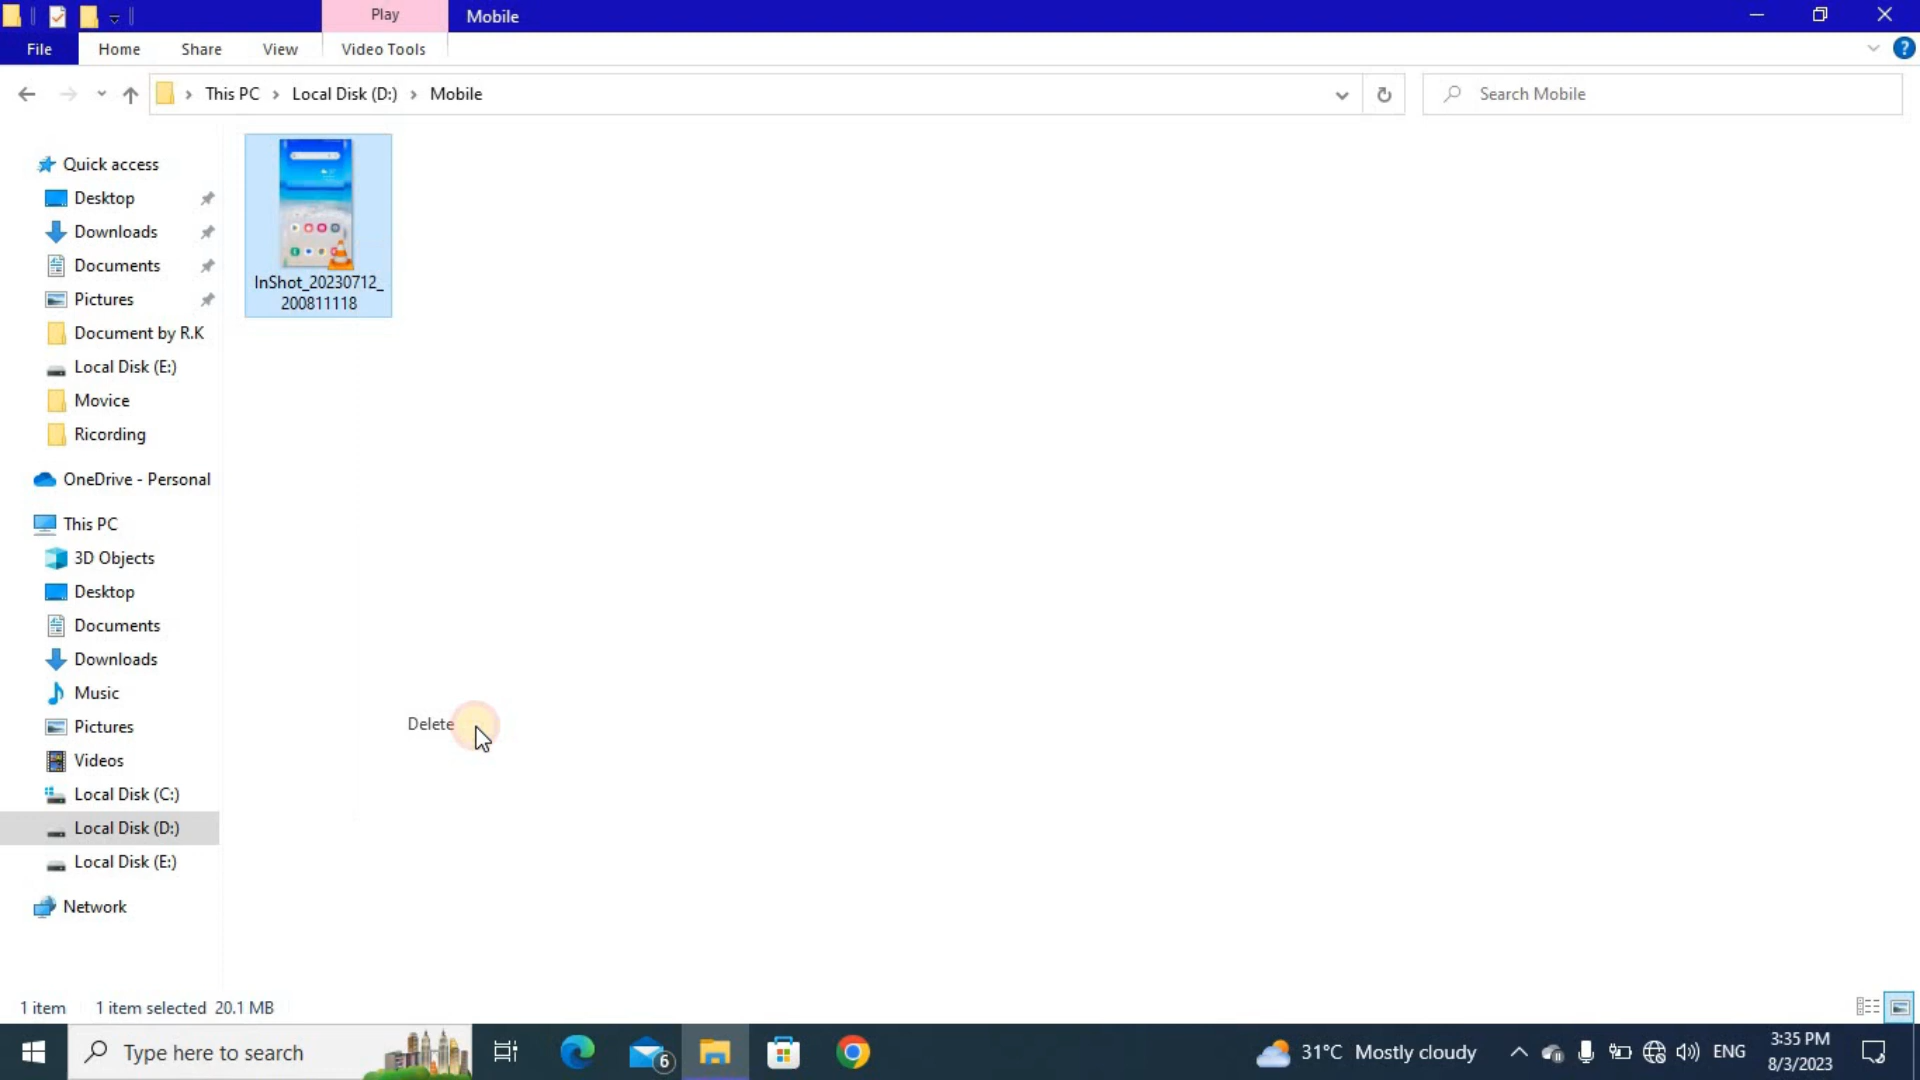 Play
Mobile
File
Home
Share
View
Video Tools
This PC
Local Disk (D:)
Mobile
Search Mobile
Quick access
Desktop
Downloads
Documents
Pictures
Document by R.K
Local Disk (E:)
Movice
Ricording
OneDrive - Personal
This PC
3D Objects
Desktop
Documents
Downloads
Music
Pictures
Videos
Local Disk (C:)
Local Disk (D:)
Local Disk (E:)
Network
InShot_20230712_
200811118
Delete
1 item
1 item selected 20.1 MB
Type here to search
6
31°C Mostly cloudy
ENG
3:35 PM
8/3/2023